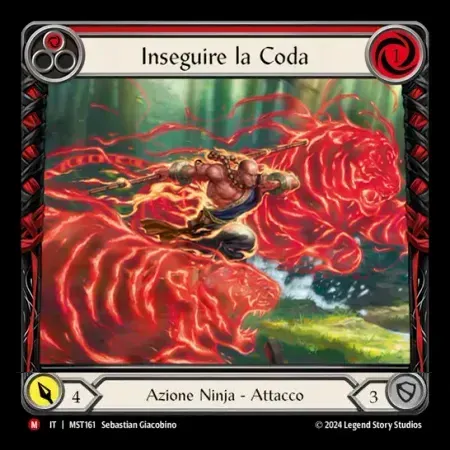 Inseguire la Coda
1
4
Azione Ninja - Attacco
3
M IT | MST161 Sebastian Giacobino
© 2024 Legend Story Studios